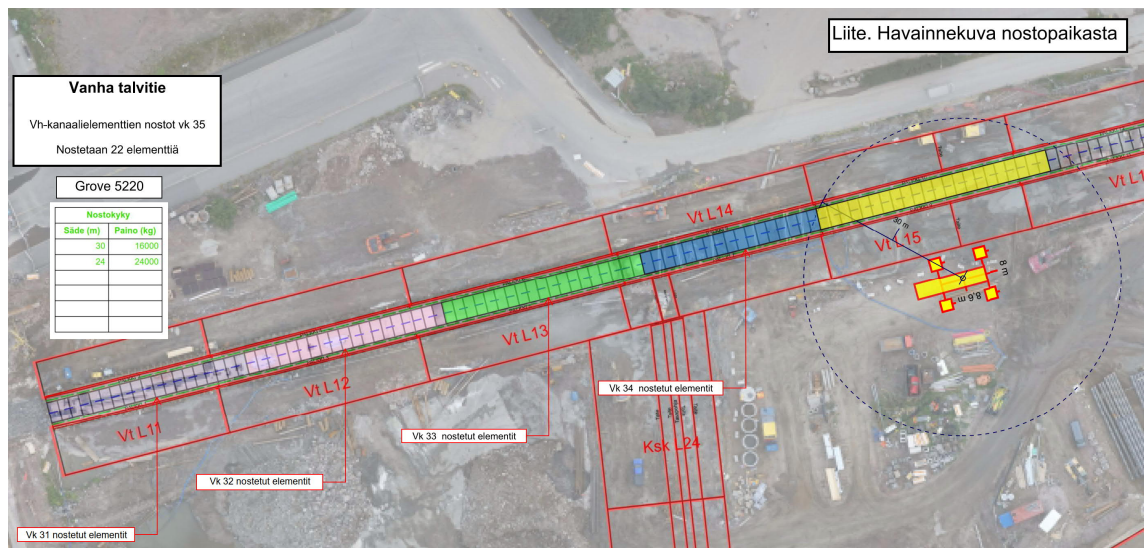 Liite. Havainnekuva nostopaikasta
Vanha talvitie
Vh-kanaalielementtien nostot vk 35
Nostetaan 22 elementtiä
Grove 5220
Nostokyky
Säde (m) Paino (kg)
30 16000
24 24000
Vt L14
Vt L1
Vt L15
30 m
8 m
8,6 m
Vt L13
Vt L12
Vt L11
Vk 34 nostetut elementit
Vk 33 nostetut elementit
Ksk L24
Vk 32 nostetut elementit
Vk 31 nostetut elementit